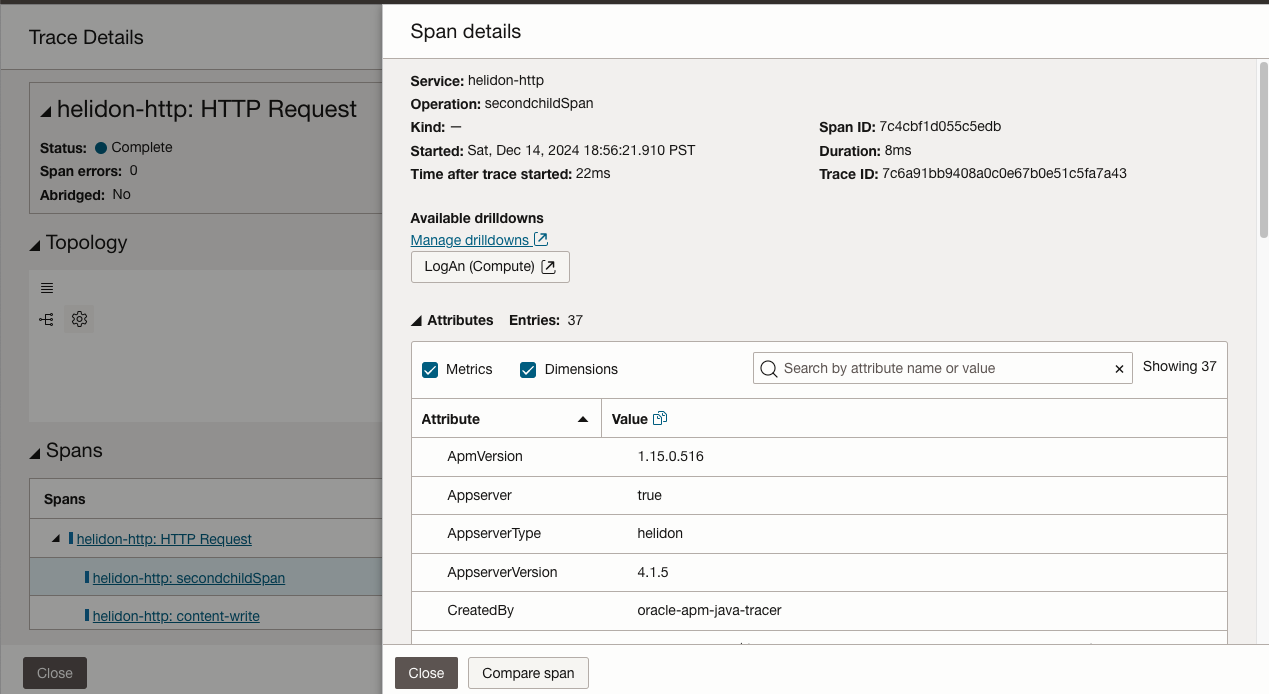 Trace Details
helidon-http: HTTP Request
Status: Complete
Span errors: 0
Abridged: No
Topology
Spans
Spans
helidon-http: HTTP Request
helidon-http: secondchildSpan
helidon-http: content-write
Close
Span details
Service: helidon-http
Operation: secondchildSpan
Kind: —
Span ID: 7c4cbf1d055c5edb
Started: Sat, Dec 14, 2024 18:56:21.910 PST
Duration: 8ms
Time after trace started: 22ms
Trace ID: 7c6a91bb9408a0c0e67b0e51c5fa7a43
Available drilldowns
Manage drilldowns
LogAn (Compute)
Attributes Entries: 37
Metrics Dimensions Search by attribute name or value × Showing 37
Attribute Value
ApmVersion 1.15.0.516
Appserver true
AppserverType helidon
AppserverVersion 4.1.5
CreatedBy oracle-apm-java-tracer
Close Compare span